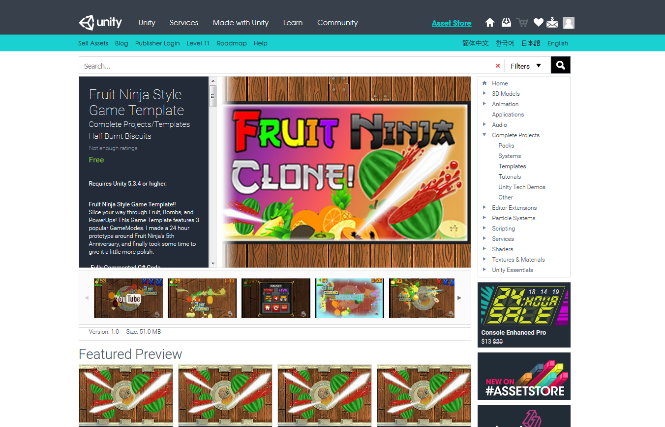 unity
Unity Services Made with Unity Learn Community
Asset Store
Sell Assets Blog Publisher Login Level 11 Roadmap Help
简体中文 한국어 日本語 English
Search...
Filters
Fruit Ninja Style
Game Template
Complete Projects/Templates
Half Burnt Biscuits
Not enough ratings
Free
Requires Unity 5.3.4 or higher.
Fruit Ninja Style Game Template!!
Slice your way through Fruit, Bombs, and
PowerUps! This Game Template features 3
popular GameModes. I made a 24 hour
prototype around Fruit Ninja's 5th
Anniversary, and finally took some time to
give it a little more polish.
Fully Commented C# Code
FRUIT NINJA
CLONE!
Home
3D Models
Animation
Applications
Audio
Complete Projects
Packs
Systems
Templates
Tutorials
Unity Tech Demos
Other
Editor Extensions
Particle Systems
Scripting
Services
Shaders
Textures & Materials
Unity Essentials
You Tube
Version: 1.0 Size: 51.0 MB
18 14 19
24 HOUR
SALE
Console Enhanced Pro
$13 $30
NEW ON
#ASSETSTORE
Featured Preview